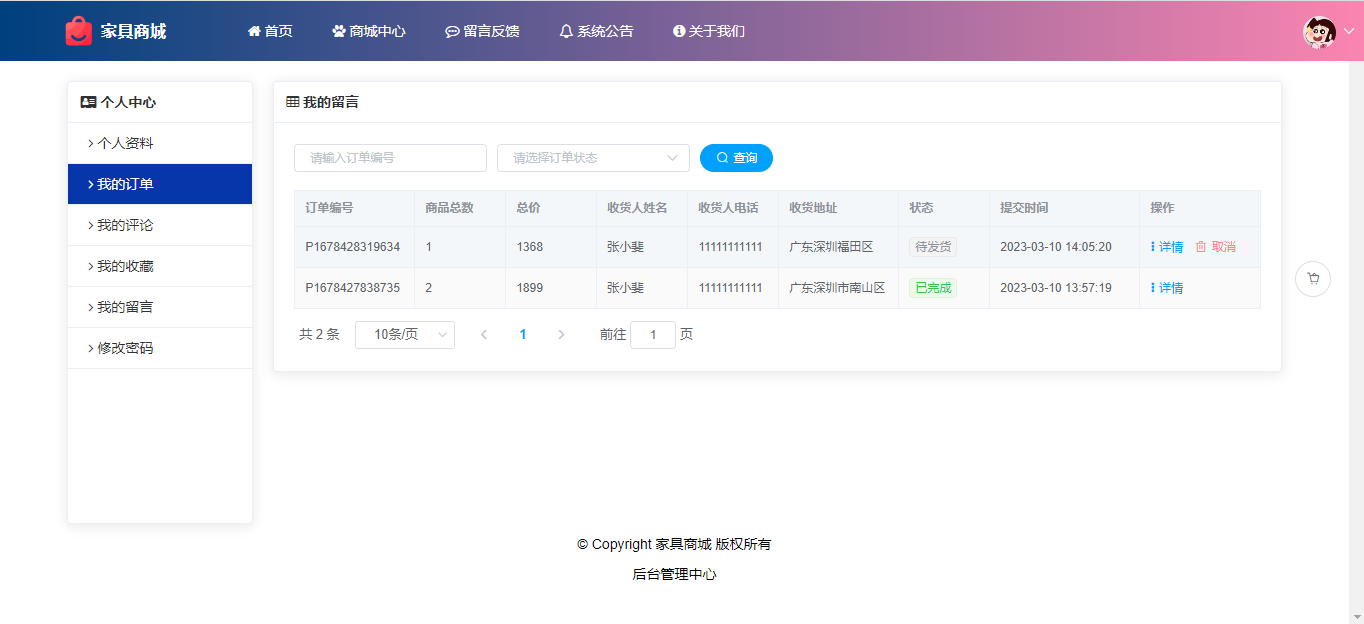 家具商城 首页 商城中心 留言反馈 系统公告 关于我们
个人中心
个人资料
我的订单
我的评论
我的收藏
我的留言
修改密码
我的留言
请输入订单编号 请选择订单状态 查询
订单编号 商品总数 总价 收货人姓名 收货人电话 收货地址 状态 提交时间 操作
P1678428319634 1 1368 张小斐 11111111111 广东深圳福田区 待发货 2023-03-10 14:05:20 详情 取消
P1678427838735 2 1899 张小斐 11111111111 广东深圳市南山区 已完成 2023-03-10 13:57:19 详情
共 2 条 10条/页 1 前往 1 页
© Copyright 家具商城 版权所有
后台管理中心